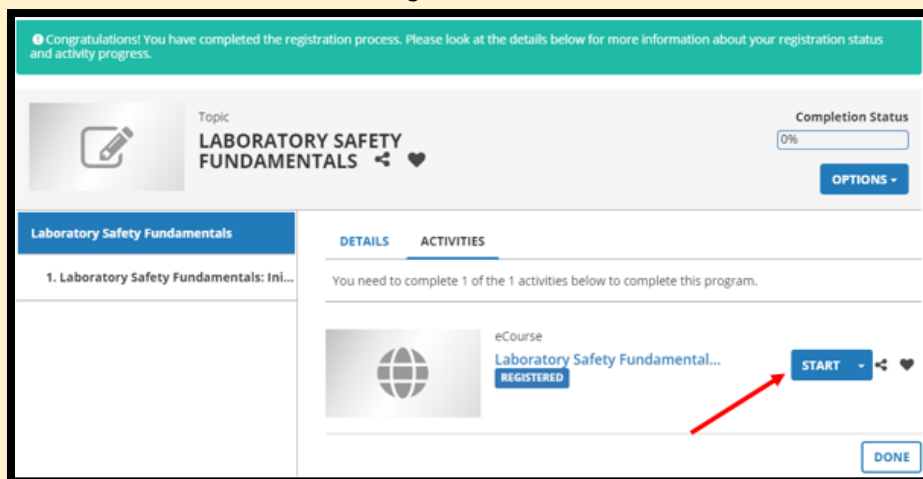 Congratulations! You have completed the registration process. Please look at the details below for more information about your registration status
and activity progress.
Topic
LABORATORY SAFETY
FUNDAMENTALS
Completion Status
0%
OPTIONS
Laboratory Safety Fundamentals
1. Laboratory Safety Fundamentals: Ini...
DETAILS ACTIVITIES
You need to complete 1 of the 1 activities below to complete this program.
eCourse
Laboratory Safety Fundamental...
REGISTERED
START
DONE